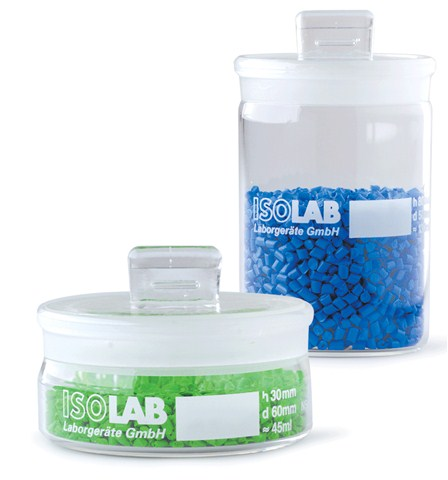 ISOLAB
Laborgeräte GmbH
h
d
≈
ISOLAB
Laborgeräte GmbH
h 30mm
d 60mm
≈ 45ml